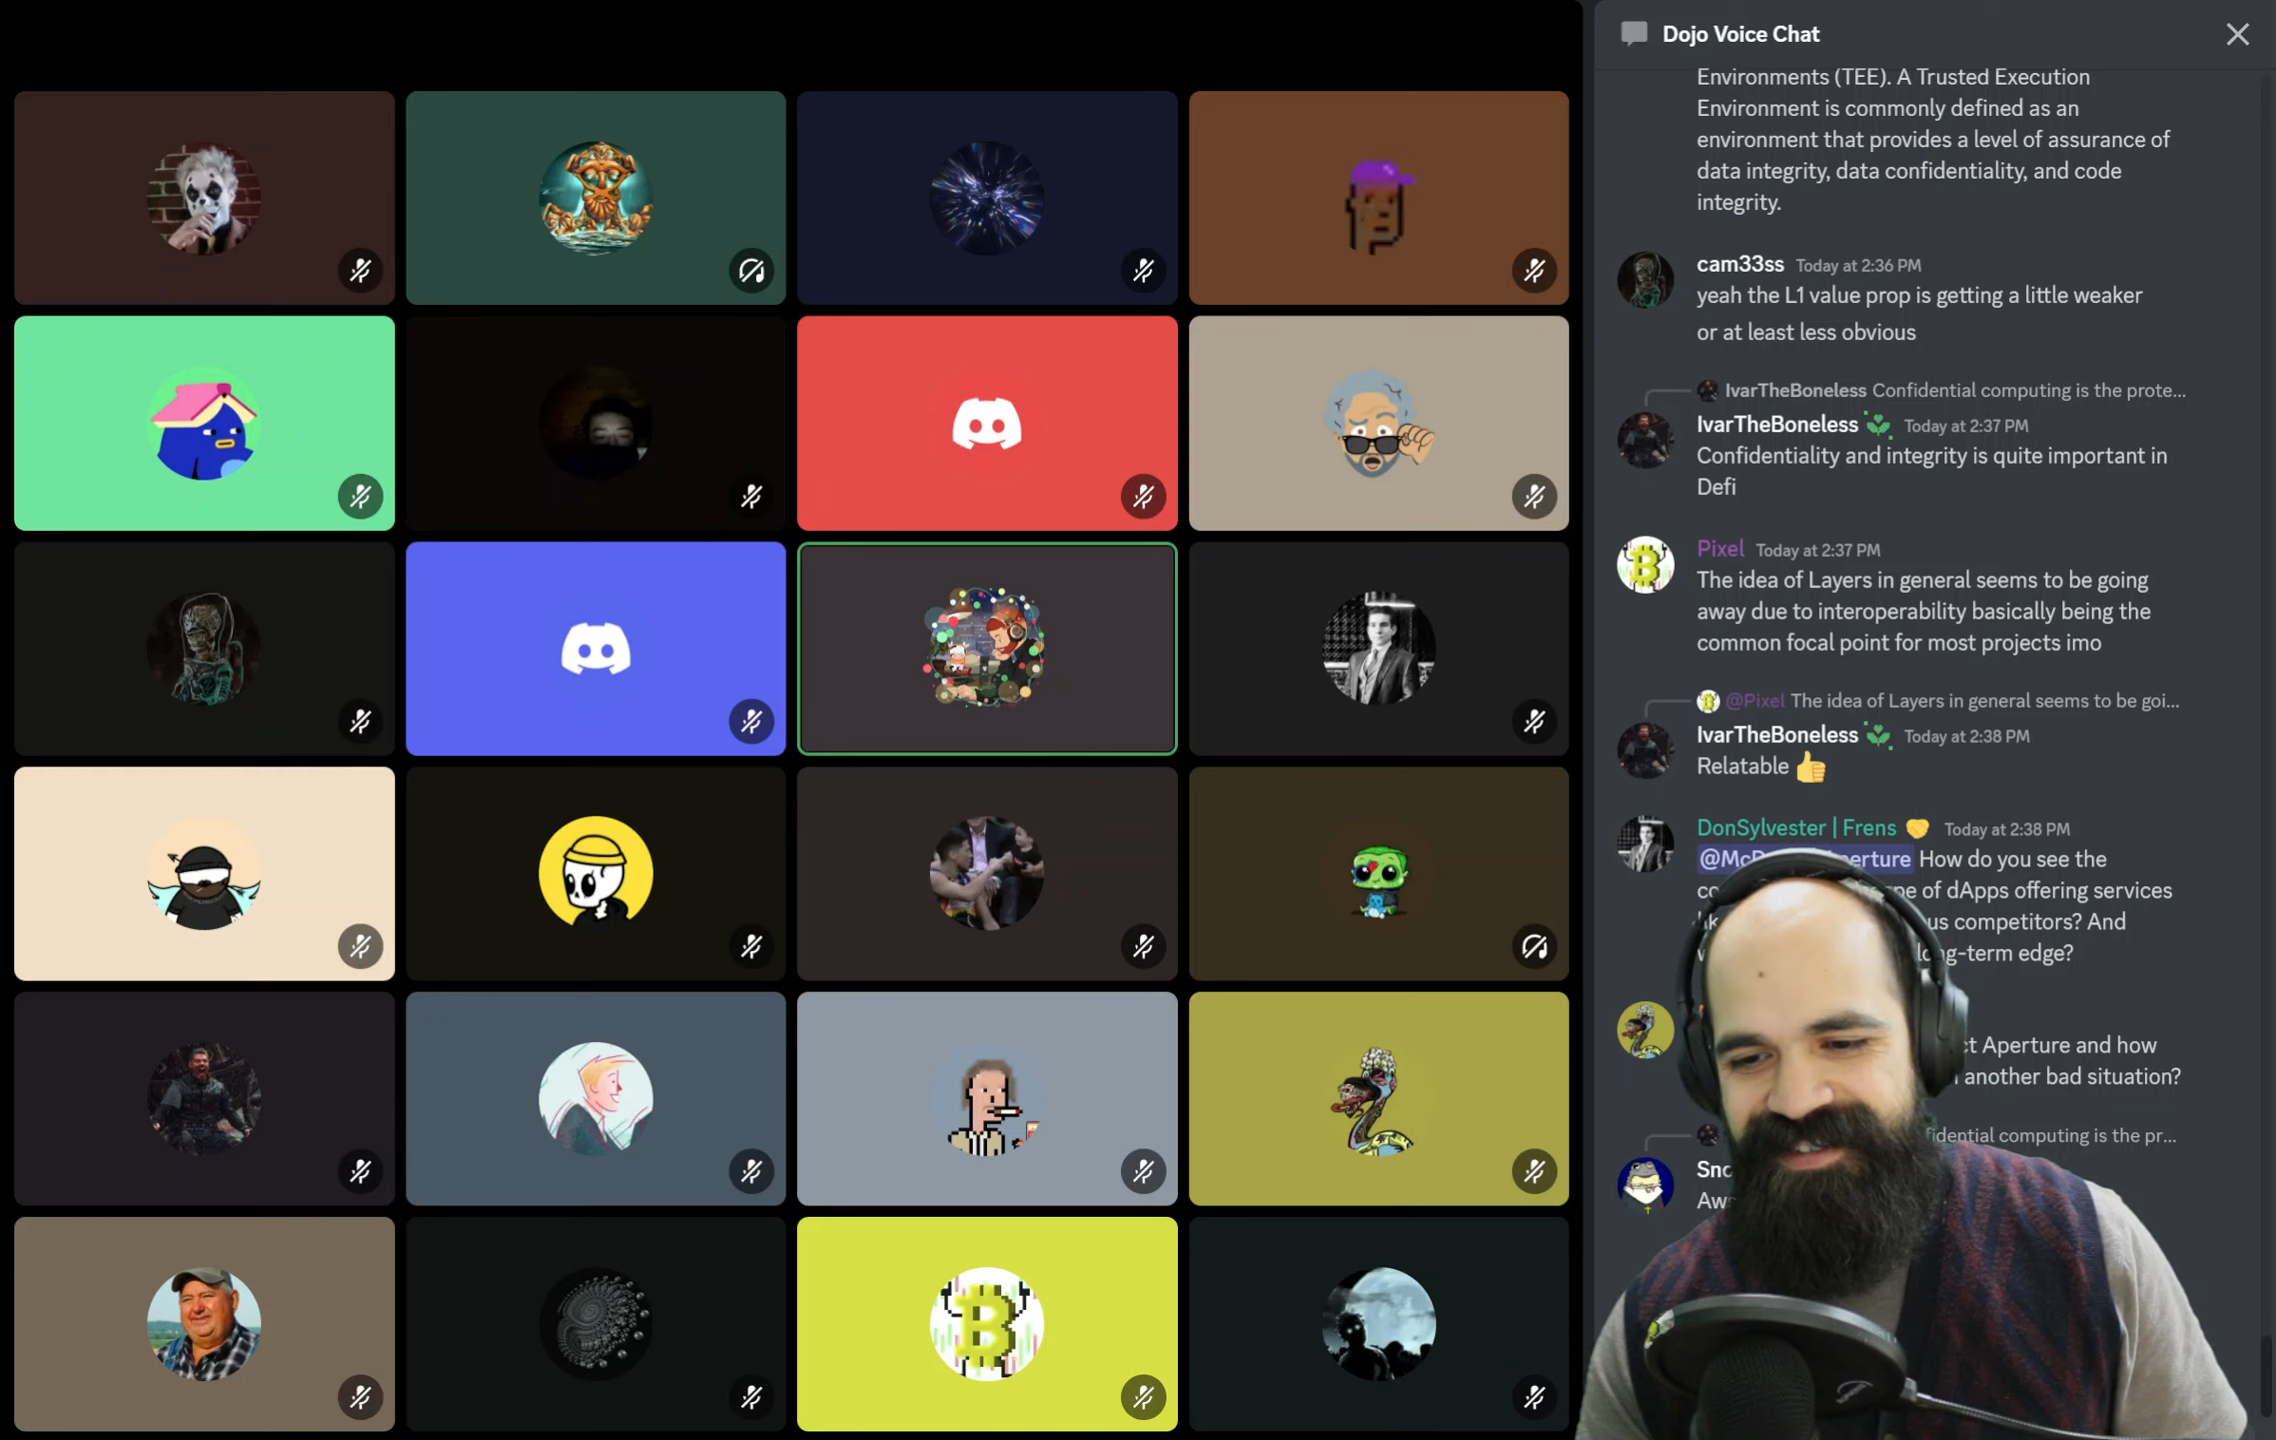 Dojo Voice Chat
Environments (TEE). A Trusted Execution
Environment is commonly defined as an
environment that provides a level of assurance of
data integrity, data confidentiality, and code
integrity.
cam33ss Today at 2:36 PM
yeah the L1 value prop is getting a little weaker
or at least less obvious
IvarTheBoneless Confidential computing is the prote...
IvarTheBoneless Today at 2:37 PM
Confidentiality and integrity is quite important in
Defi
Pixel Today at 2:37 PM
The idea of Layers in general seems to be going
away due to interoperability basically being the
common focal point for most projects imo
@Pixel The idea of Layers in general seems to be goi...
IvarTheBoneless Today at 2:38 PM
Relatable 👍
DonSylvester | Frens Today at 2:38 PM
How do you see the
of dApps offering services
competitors? And
long-term edge?
Aperture and how
another bad situation?
computing is the pr...